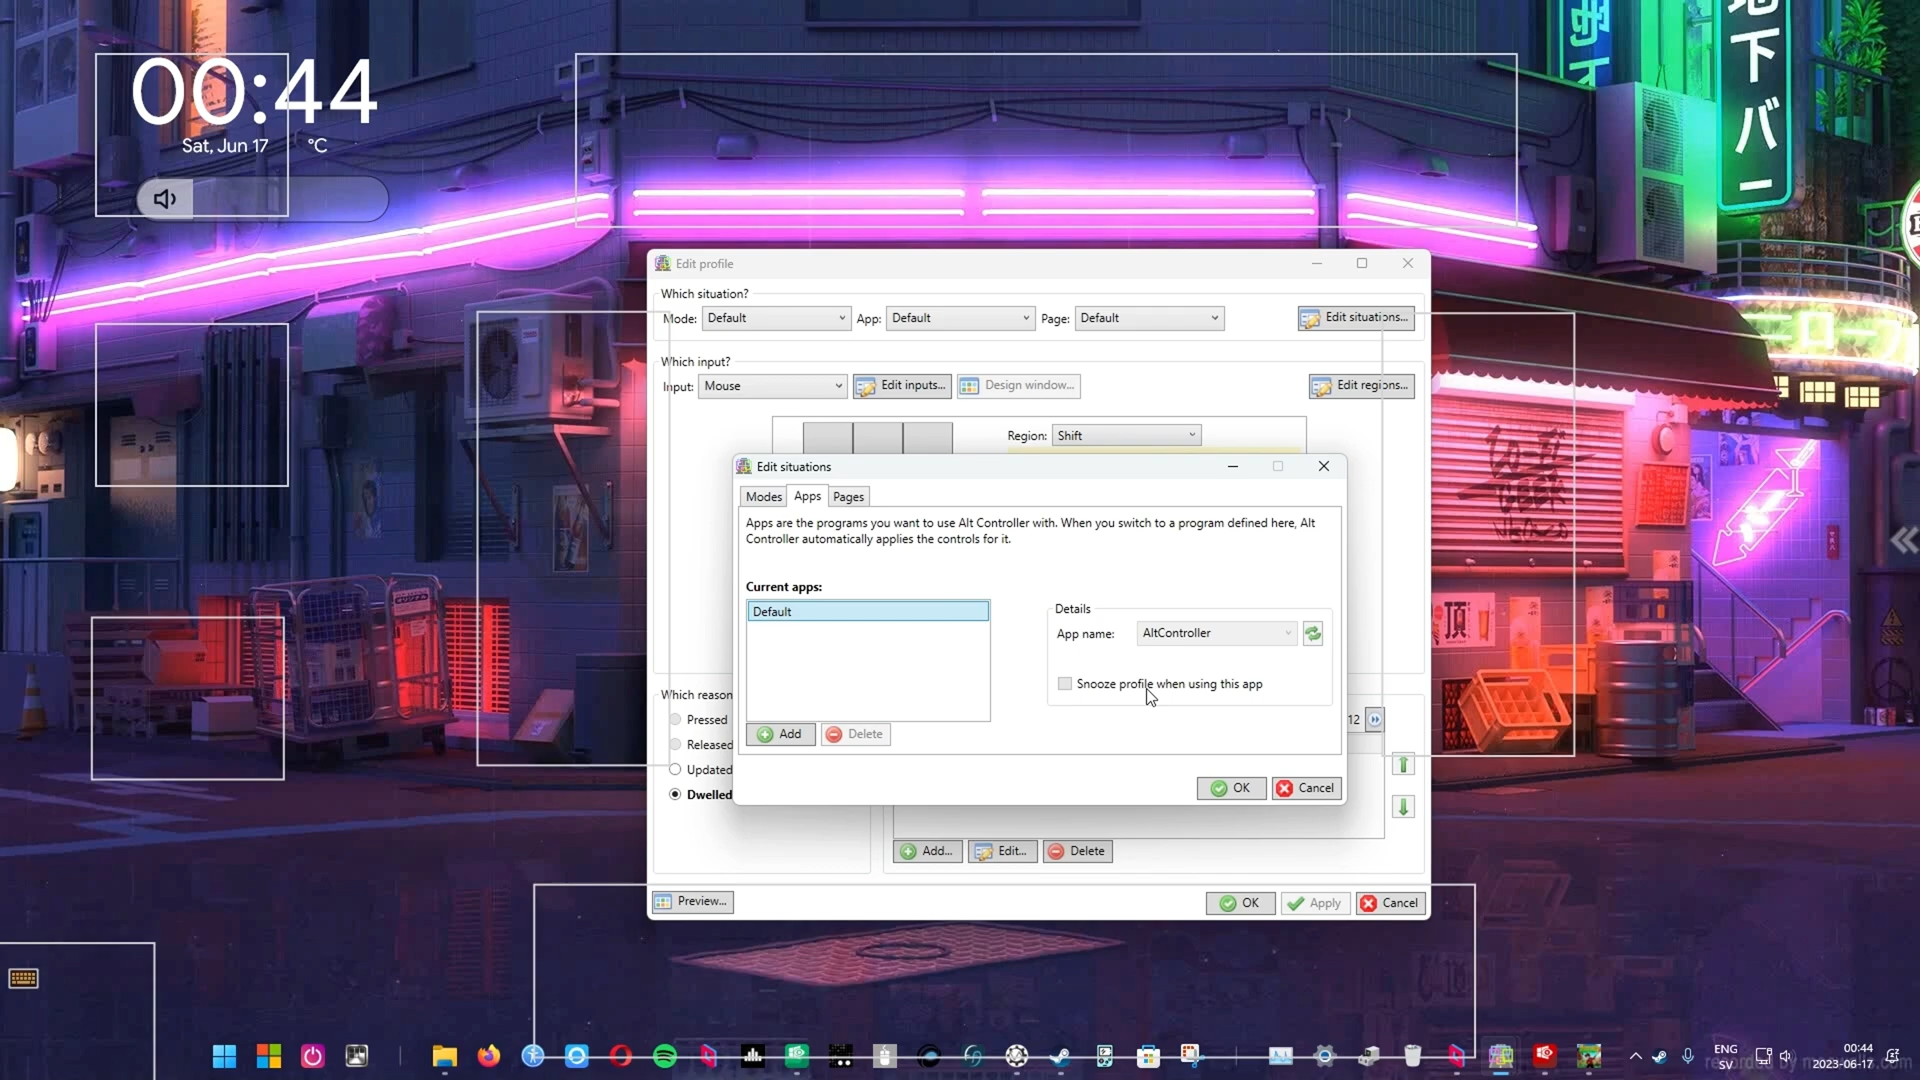 00:44
Sat, Jun 17 °C
地下バー
Edit profile
Which situation?
Mode: Default App: Default Page: Default Edit situations...
Which input?
Input: Mouse Edit inputs... Design window... Edit regions...
Region: Shift
Edit situations
Modes Apps Pages
Apps are the programs you want to use Alt Controller with. When you switch to a program defined here, Alt
Controller automatically applies the controls for it.
Current apps:
Default
Details
App name: AltController
Snooze profile when using this app
Add Delete
OK Cancel
Which reason
Pressed
Released
Updated
Dwelled
12
Add... Edit... Delete
Preview... OK Apply Cancel
ENG
SV
00:44
2023-06-17